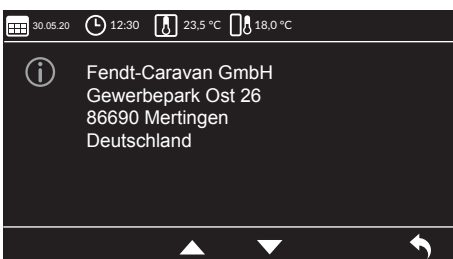 30.05.20 12:30 23,5 °C 18,0 °C
Fendt-Caravan GmbH
Gewerbepark Ost 26
86690 Mertingen
Deutschland